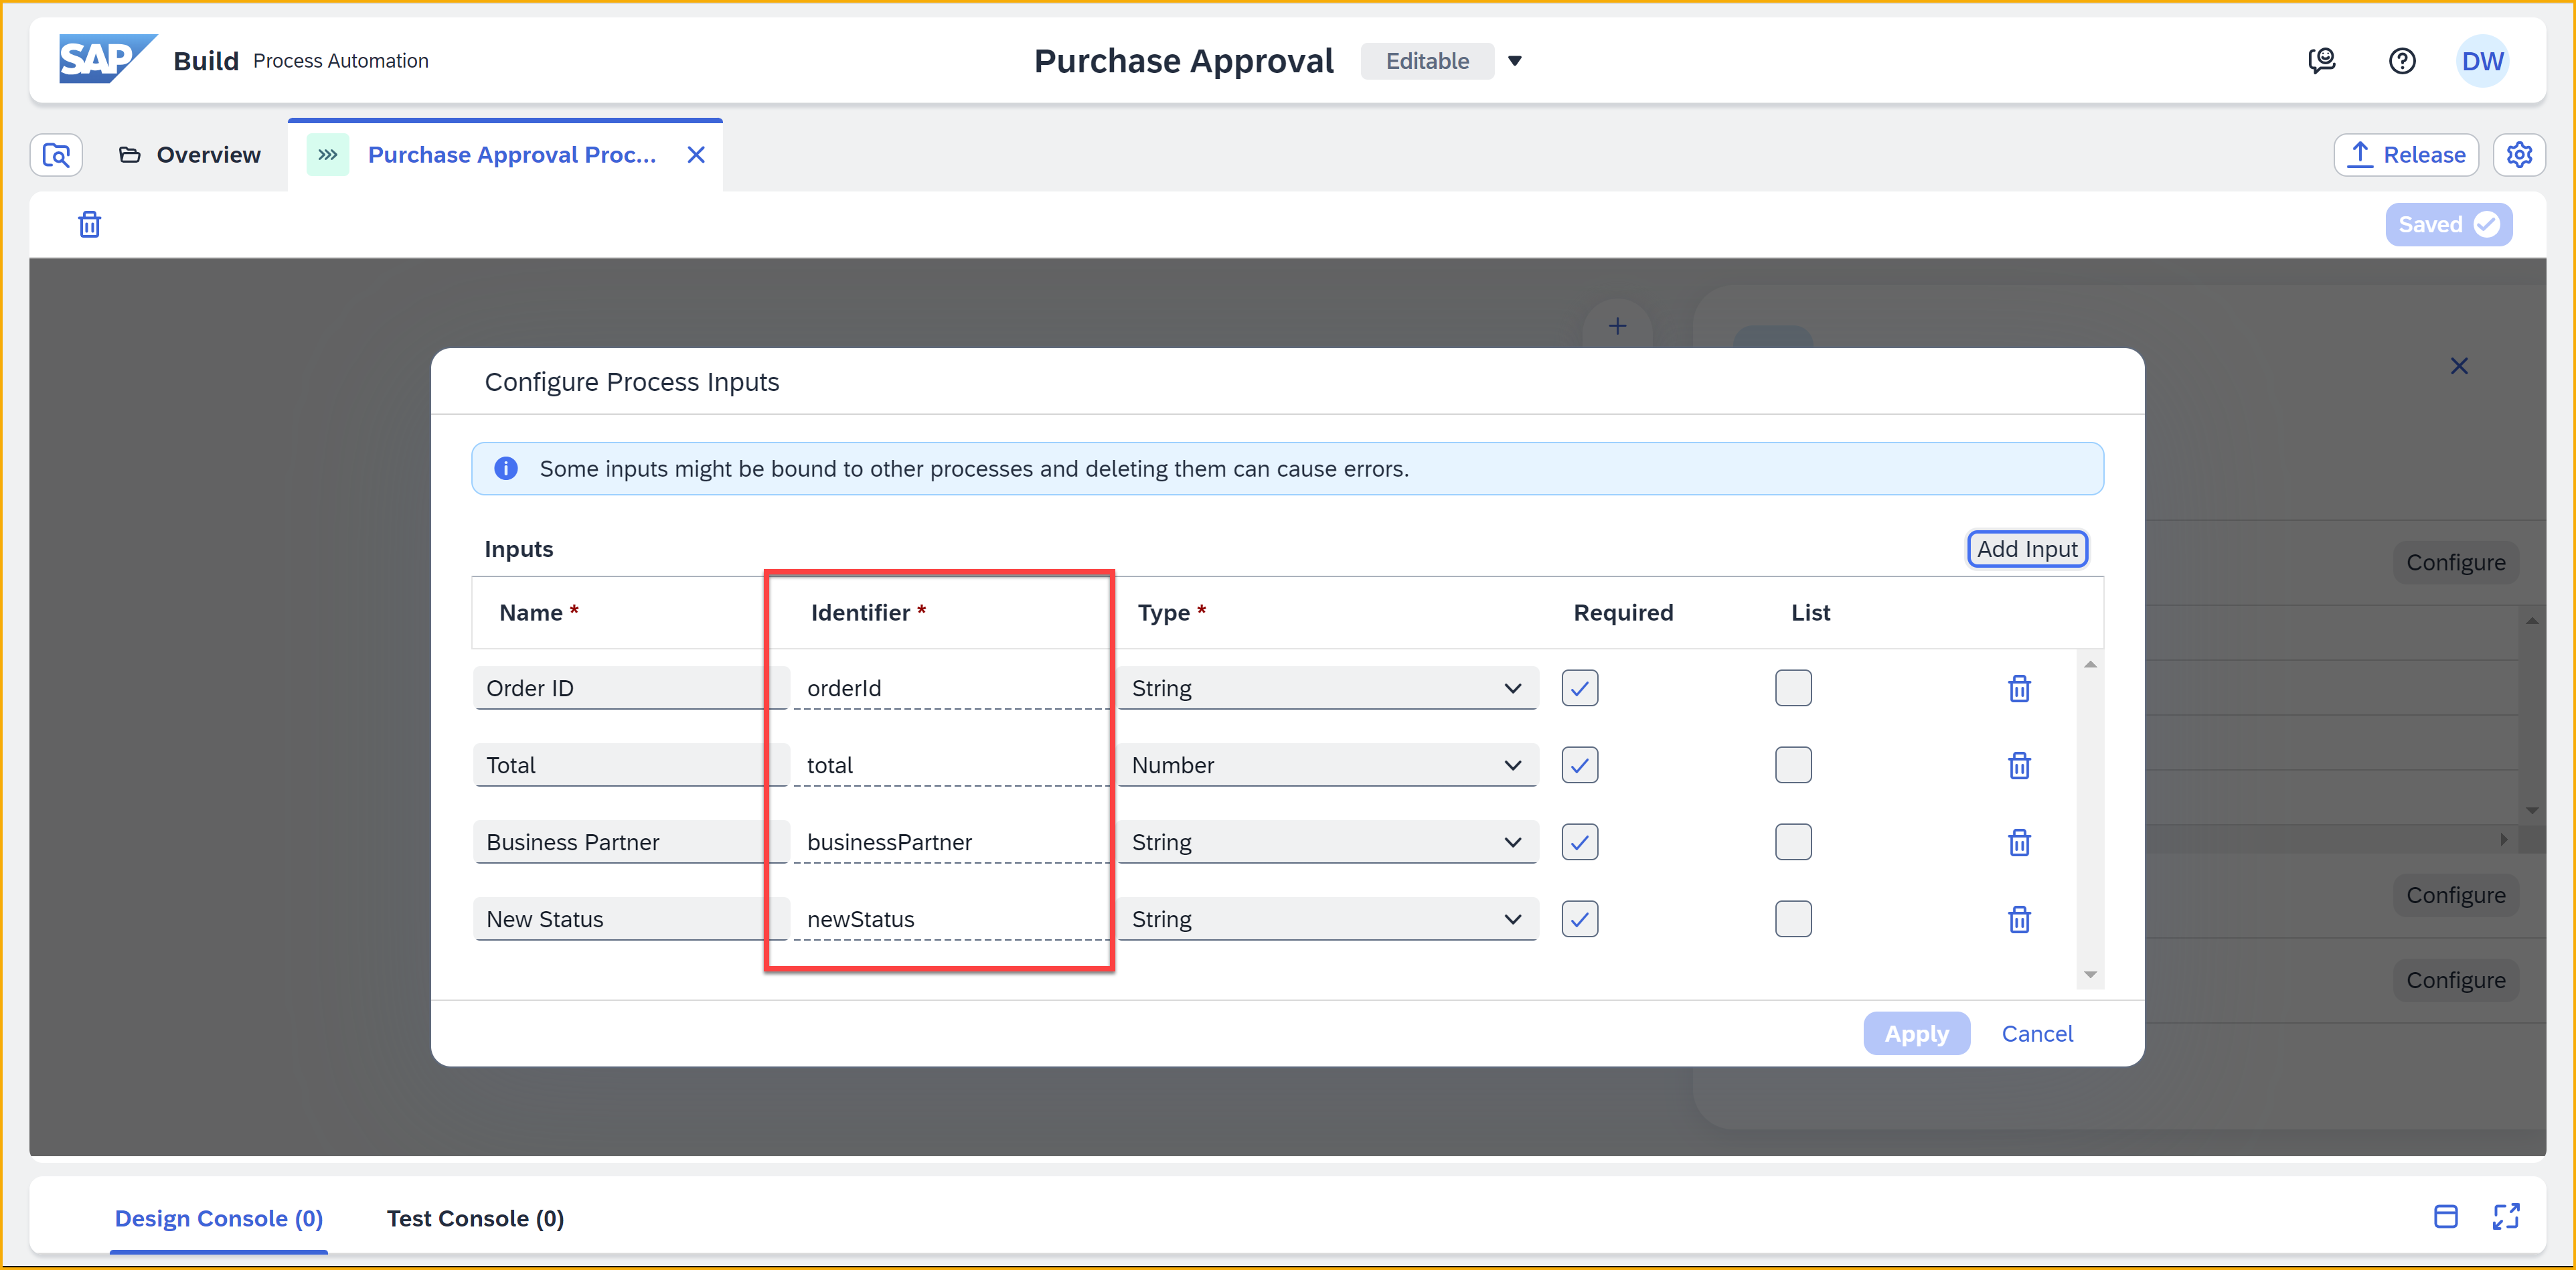 SAP Build Process Automation Purchase Approval Editable DW
Overview Purchase Approval Proc... Release
Saved
Configure Process Inputs
Some inputs might be bound to other processes and deleting them can cause errors.
Inputs Add Input
Name * Identifier * Type * Required List
Configure
Order ID orderId String
Total total Number
Business Partner businessPartner String
Configure
New Status newStatus String
Configure
Apply Cancel
Design Console (0) Test Console (0)